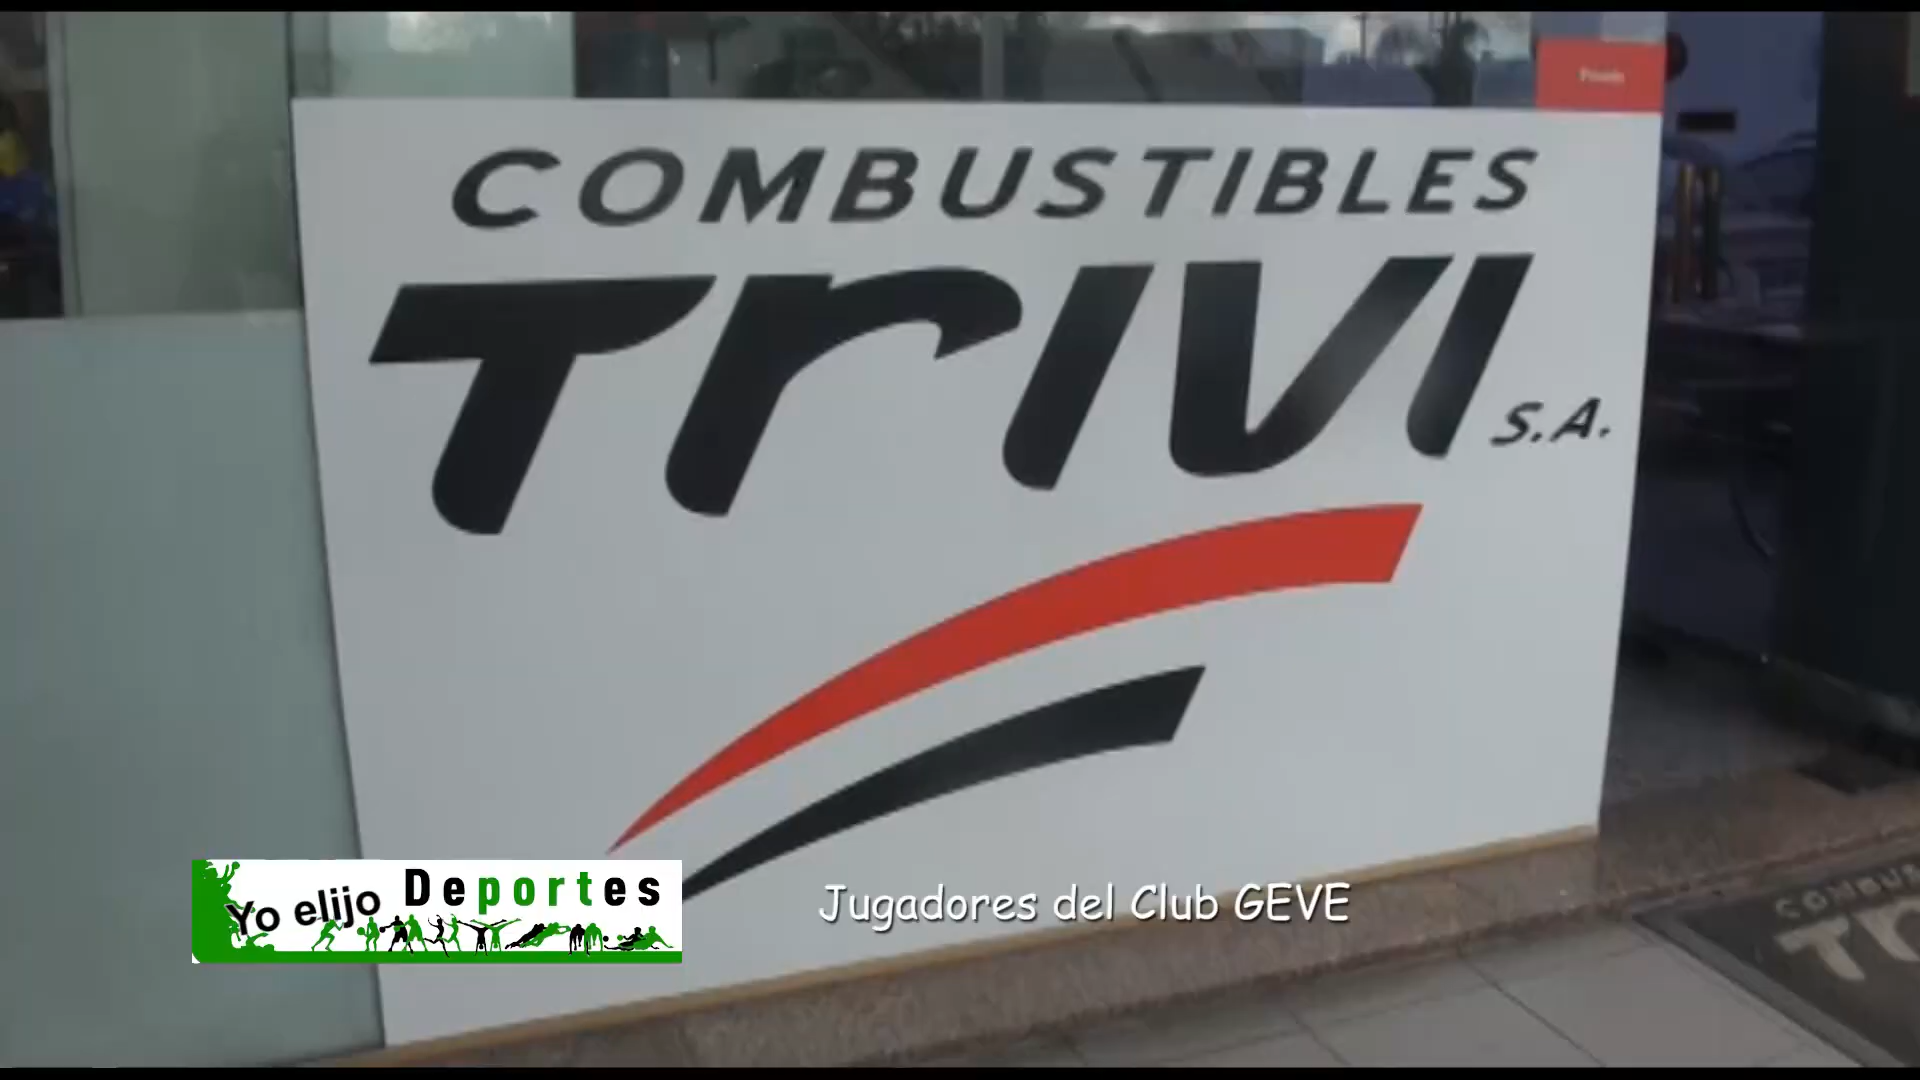 COMBUSTIBLES
Trivi
S.A.
Yo elijo Deportes
Jugadores del Club GEVE